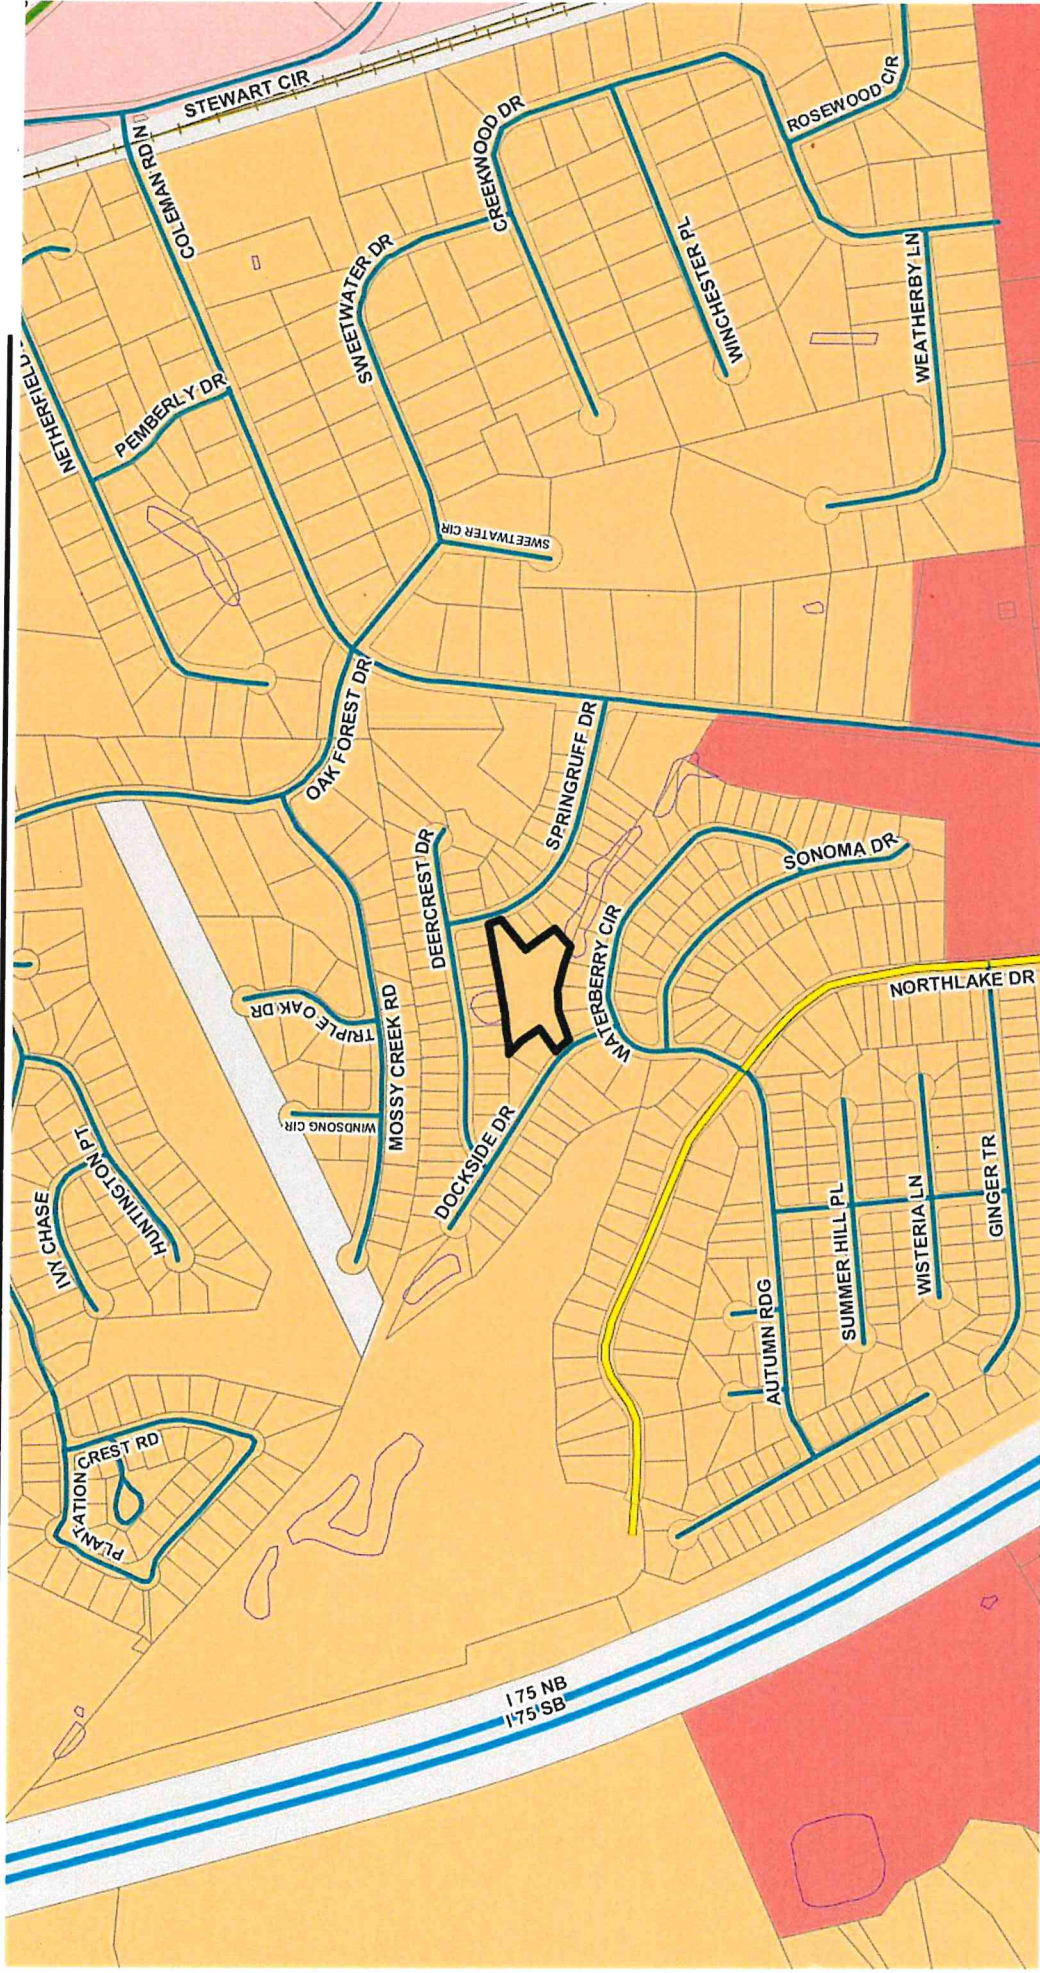 STEWART CIR
COLEMAN RD N
CREEKWOOD DR
ROSEWOOD CIR
SWEETWATER DR
WINCHESTER PL
WEATHERBY LN
NETHERFIELD
PEMBERLY DR
SWEETWATER CIR
OAK FOREST DR
SPRINGRUFF DR
DEERCREST DR
SONOMA DR
WATERBERRY CIR
NORTHLAKE DR
TRIPLE OAK DR
MOSSY CREEK RD
WINDSONG CIR
DOCKSIDE DR
HUNTINGTON PT
IVY CHASE
SUMMER HILL PL
WISTERIA LN
GINGER TR
AUTUMN RDG
PLANTATION CREST RD
I 75 NB
I 75 SB